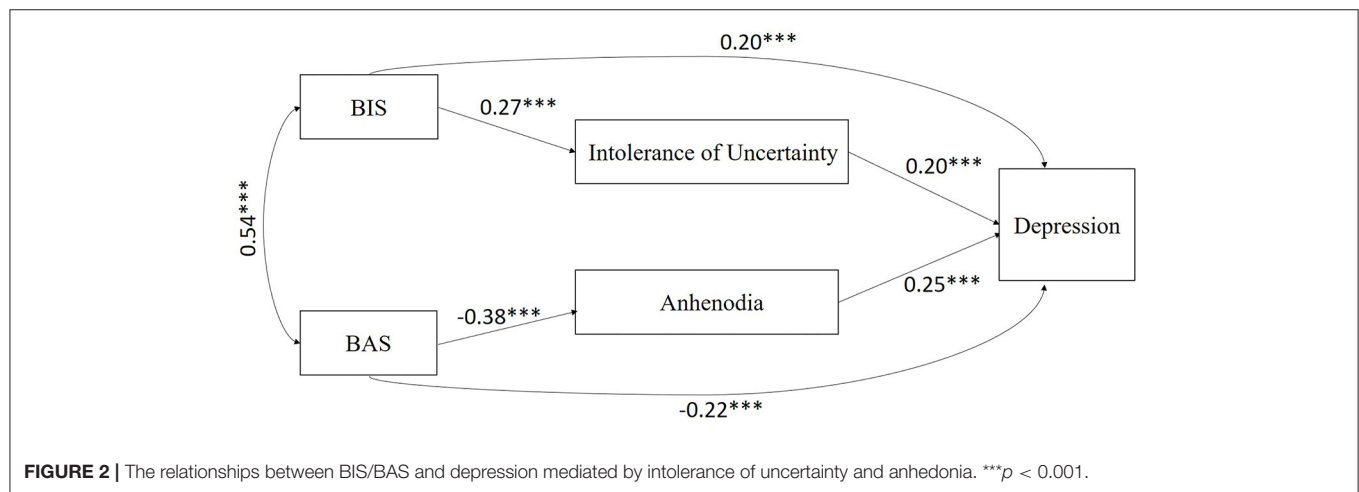 0.20***
BIS
0.27***
Intolerance of Uncertainty
0.20***
0.54***
Depression
Anhenodia
0.25***
-0.38***
BAS
-0.22***
FIGURE 2 | The relationships between BIS/BAS and depression mediated by intolerance of uncertainty and anhedonia. ***p < 0.001.